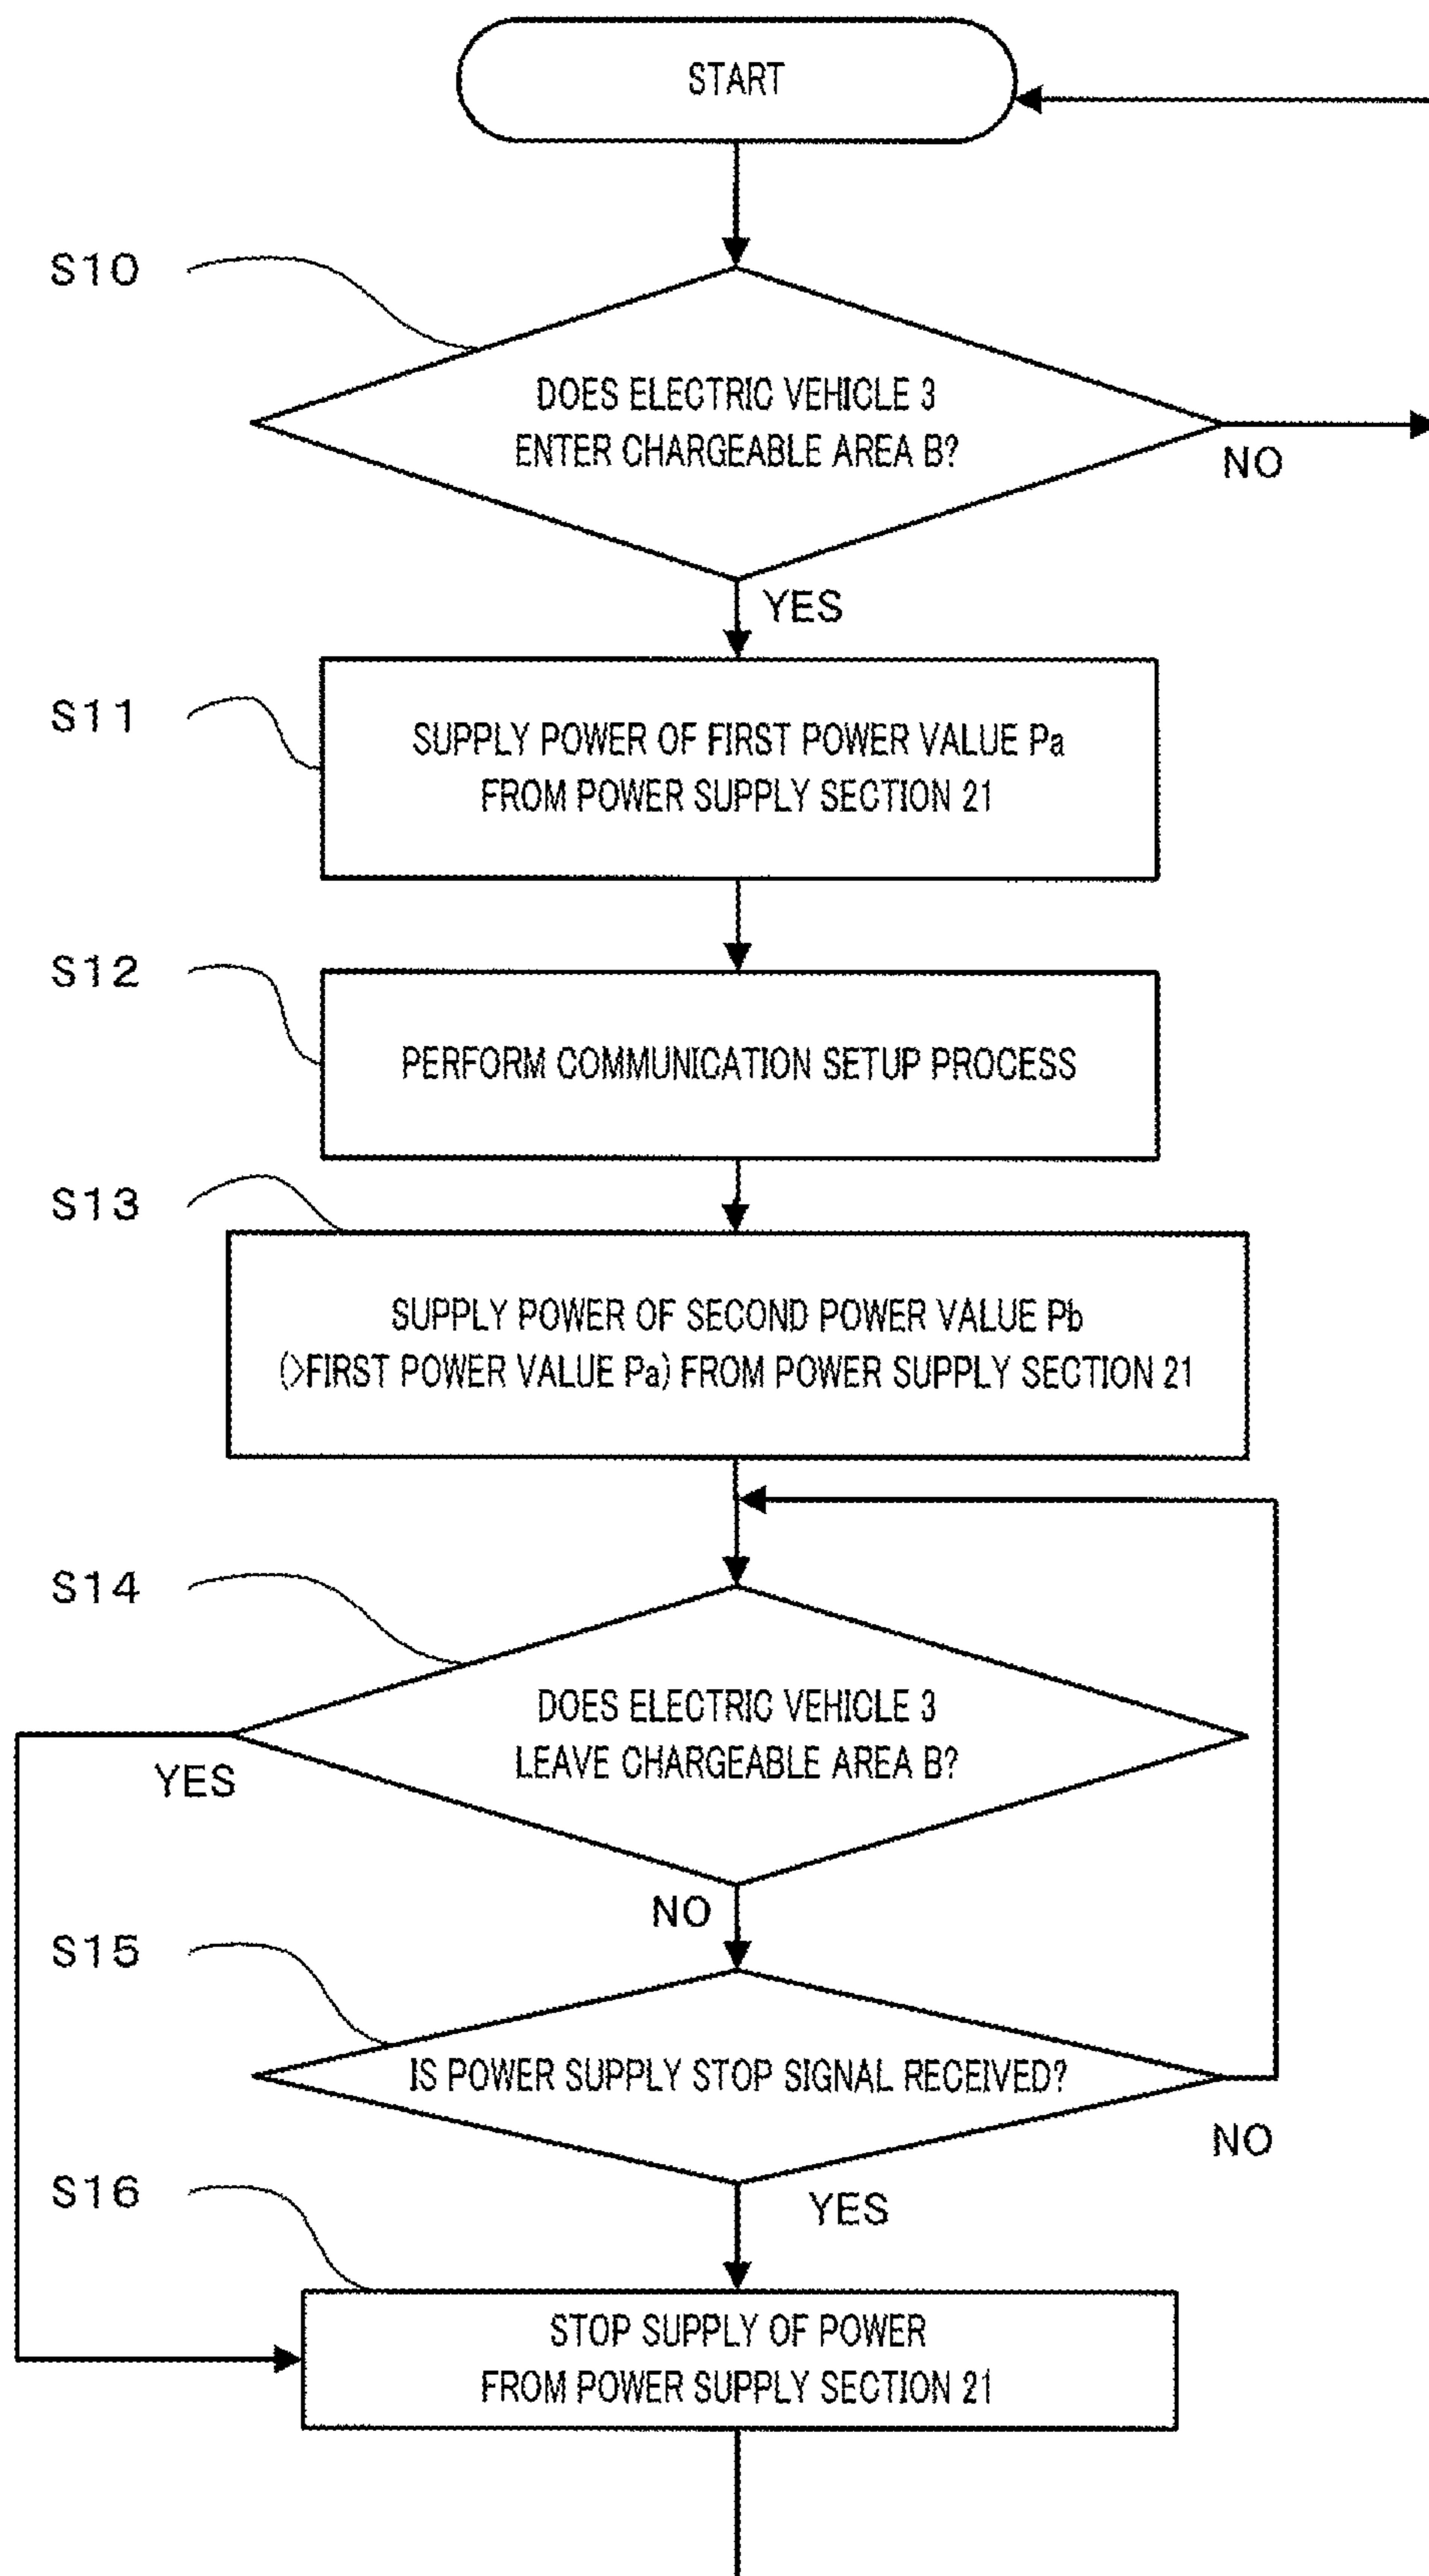 START
S10
DOES ELECTRIC VEHICLE 3
ENTER CHARGEABLE AREA B?
NO
YES
S11
SUPPLY POWER OF FIRST POWER VALUE Pa
FROM POWER SUPPLY SECTION 21
S12
PERFORM COMMUNICATION SETUP PROCESS
S13
SUPPLY POWER OF SECOND POWER VALUE Pb
(>FIRST POWER VALUE Pa) FROM POWER SUPPLY SECTION 21
S14
DOES ELECTRIC VEHICLE 3
LEAVE CHARGEABLE AREA B?
YES
NO
S15
IS POWER SUPPLY STOP SIGNAL RECEIVED?
NO
YES
S16
STOP SUPPLY OF POWER
FROM POWER SUPPLY SECTION 21